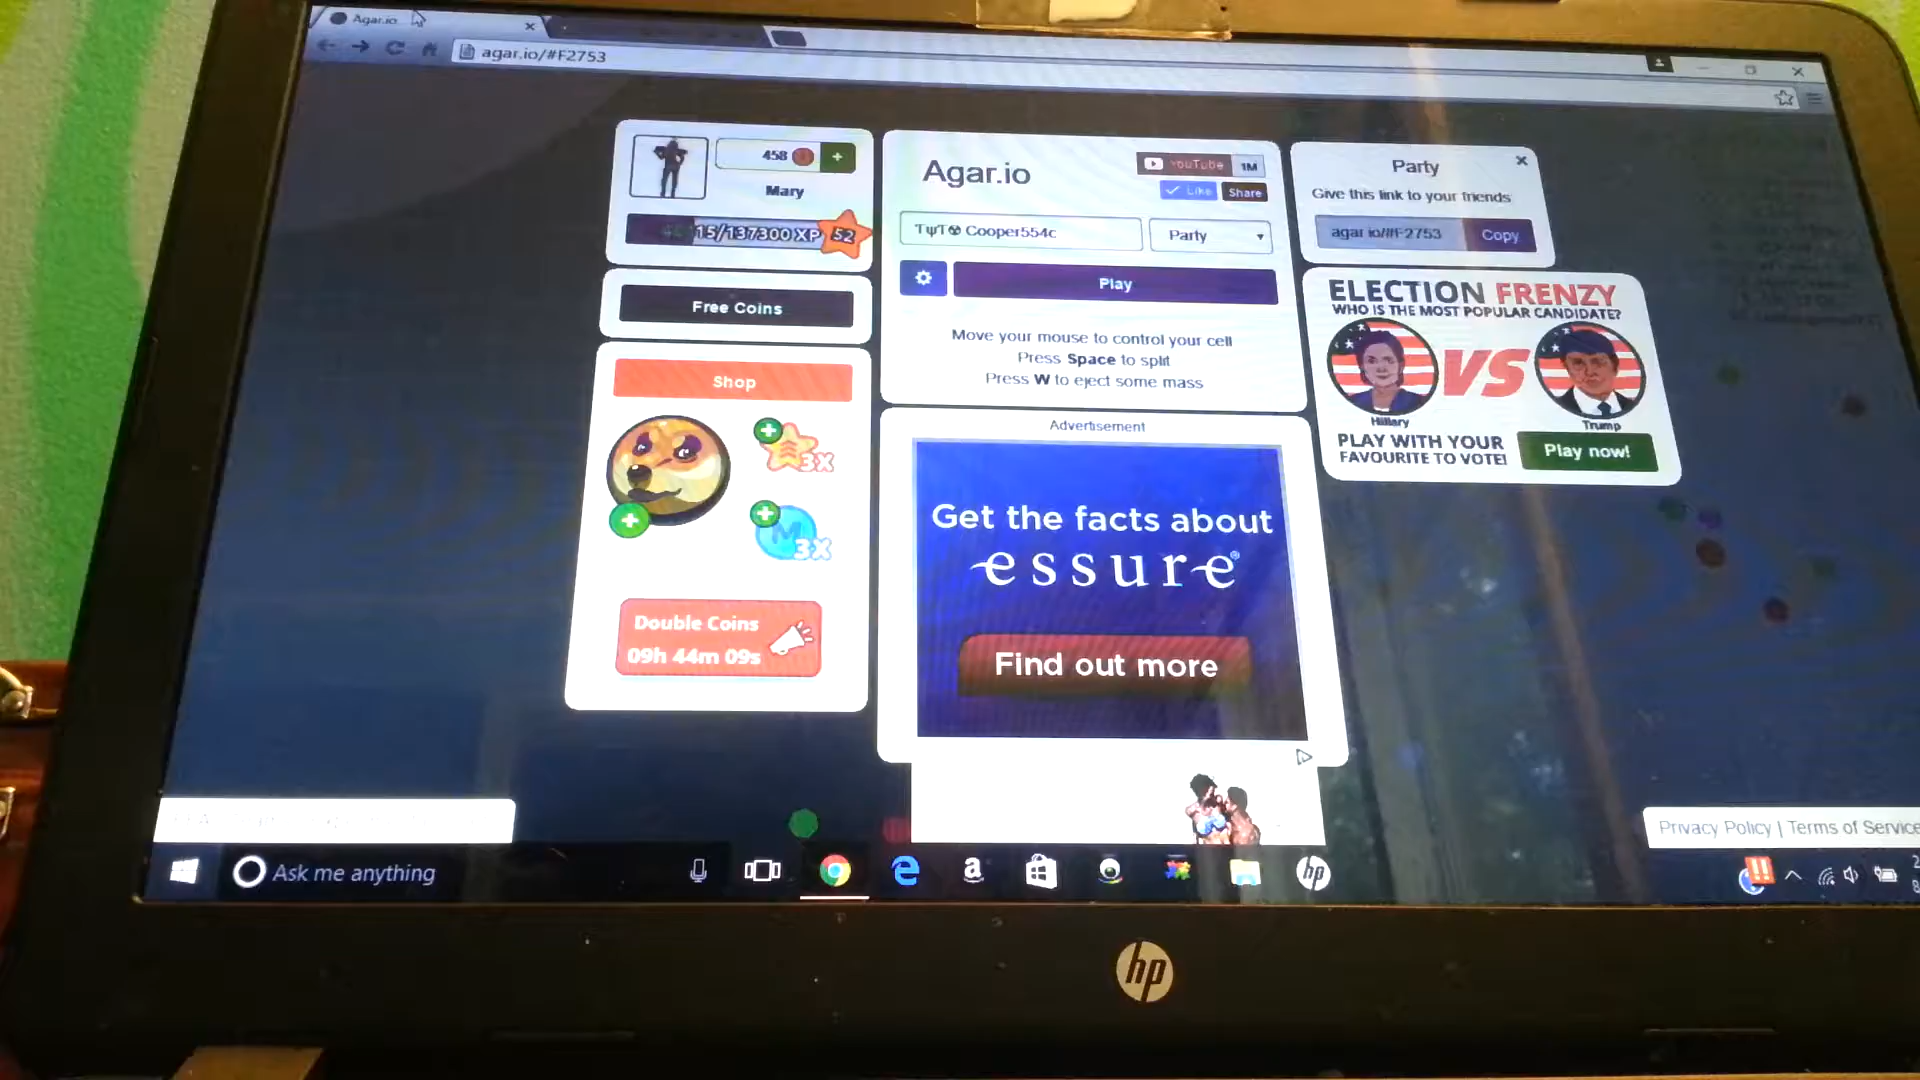 Agar.io
agar.io/#F2753
458
Mary
15/137300 XP
52
Free Coins
Shop
3X
M
3X
Double Coins
09h 44m 09s
Agar.io
YouTube
1M
Like
Share
TψT☢ Cooper554c
Party
Play
Move your mouse to control your cell
Press Space to split
Press W to eject some mass
Advertisement
Get the facts about
essure®
Find out more
Party
Give this link to your friends
agar.io/#F2753
Copy
ELECTION FRENZY
WHO IS THE MOST POPULAR CANDIDATE?
VS
Hillary
Trump
PLAY WITH YOUR
FAVOURITE TO VOTE!
Play now!
Privacy Policy | Terms of Service
Ask me anything
a
hp
hp